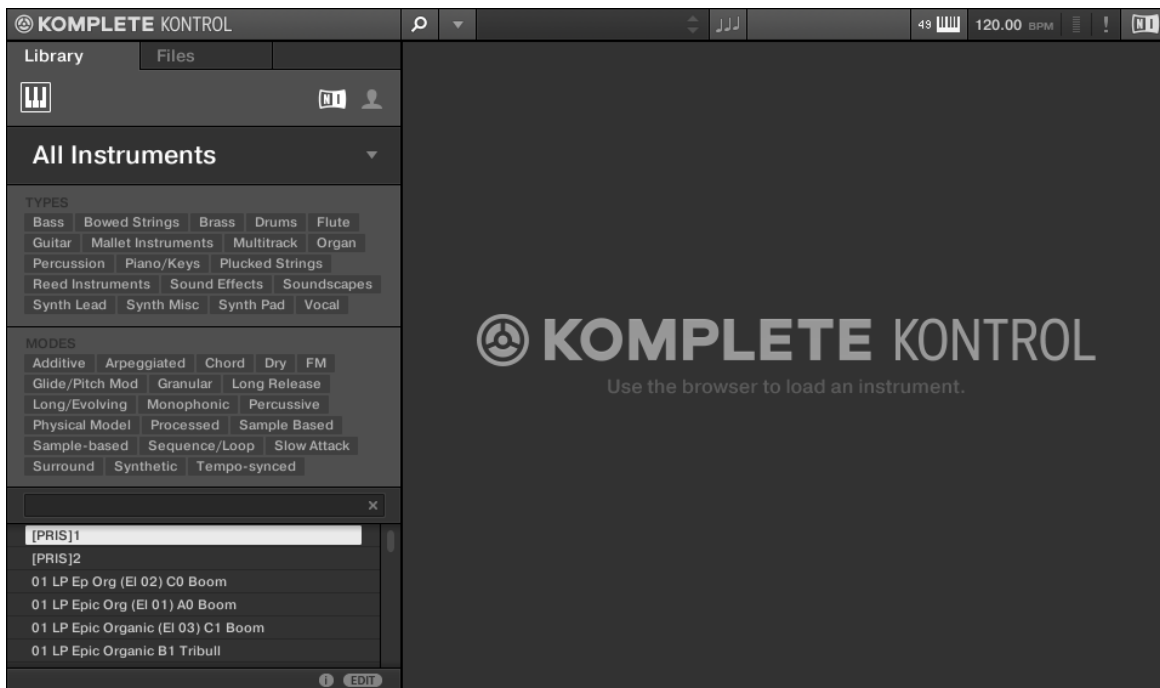 KOMPLETE KONTROL
49
120.00 BPM
!
NI
Library Files
NI
All Instruments
TYPES
Bass Bowed Strings Brass Drums Flute
Guitar Mallet Instruments Multitrack Organ
Percussion Piano/Keys Plucked Strings
Reed Instruments Sound Effects Soundscapes
Synth Lead Synth Misc Synth Pad Vocal
MODES
Additive Arpeggiated Chord Dry FM
Glide/Pitch Mod Granular Long Release
Long/Evolving Monophonic Percussive
Physical Model Processed Sample Based
Sample-based Sequence/Loop Slow Attack
Surround Synthetic Tempo-synced
[PRIS]1
[PRIS]2
01 LP Ep Org (El 02) C0 Boom
01 LP Epic Org (El 01) A0 Boom
01 LP Epic Organic (El 03) C1 Boom
01 LP Epic Organic B1 Tribull
i EDIT
KOMPLETE KONTROL
Use the browser to load an instrument.